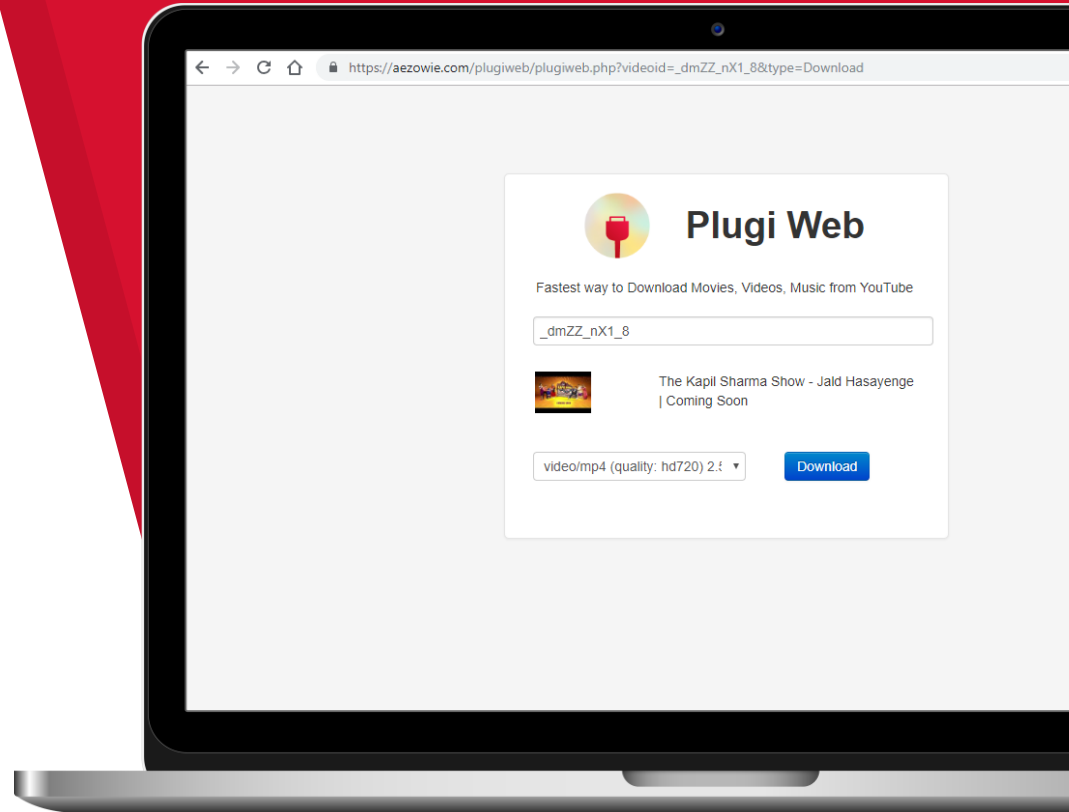 https://aezowie.com/plugiweb/plugiweb.php?videoid=_dmZZ_nX1_8&type=Download
Plugi Web
Fastest way to Download Movies, Videos, Music from YouTube
_dmZZ_nX1_8
The Kapil Sharma Show - Jald Hasayenge
| Coming Soon
video/mp4 (quality: hd720) 2.5
Download